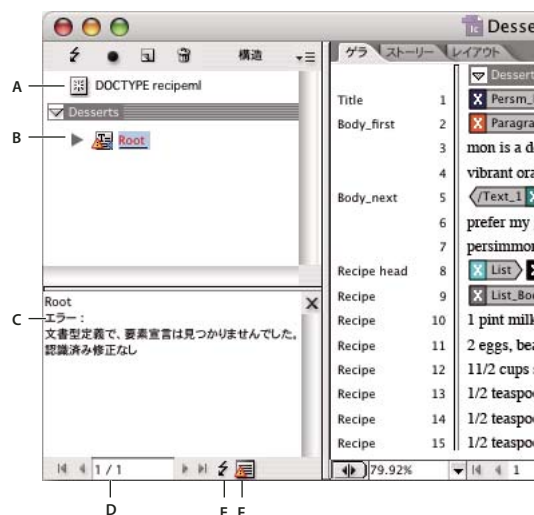 Desse
構造
ゲラ ストーリー レイアウト
A
DOCTYPE recipeml
Desserts
Desserts
B
Root
Title 1 Persm_
Body_first 2 Paragra
3 mon is a d
4 vibrant ora
Body_next 5 /Text_1
6 prefer my
7 persimmon
Recipe head 8 List
Recipe 9 List_Bo
Recipe 10 1 pint milk
Recipe 11 2 eggs, bea
Recipe 12 11/2 cups s
Recipe 13 1/2 teaspoo
Recipe 14 1/2 teaspoo
Recipe 15 1/2 teaspoo
Root
C
エラー：
文書型定義で、要素宣言は見つかりませんでした。
認識済み修正なし
1 / 1
79.92% 1
D
E F